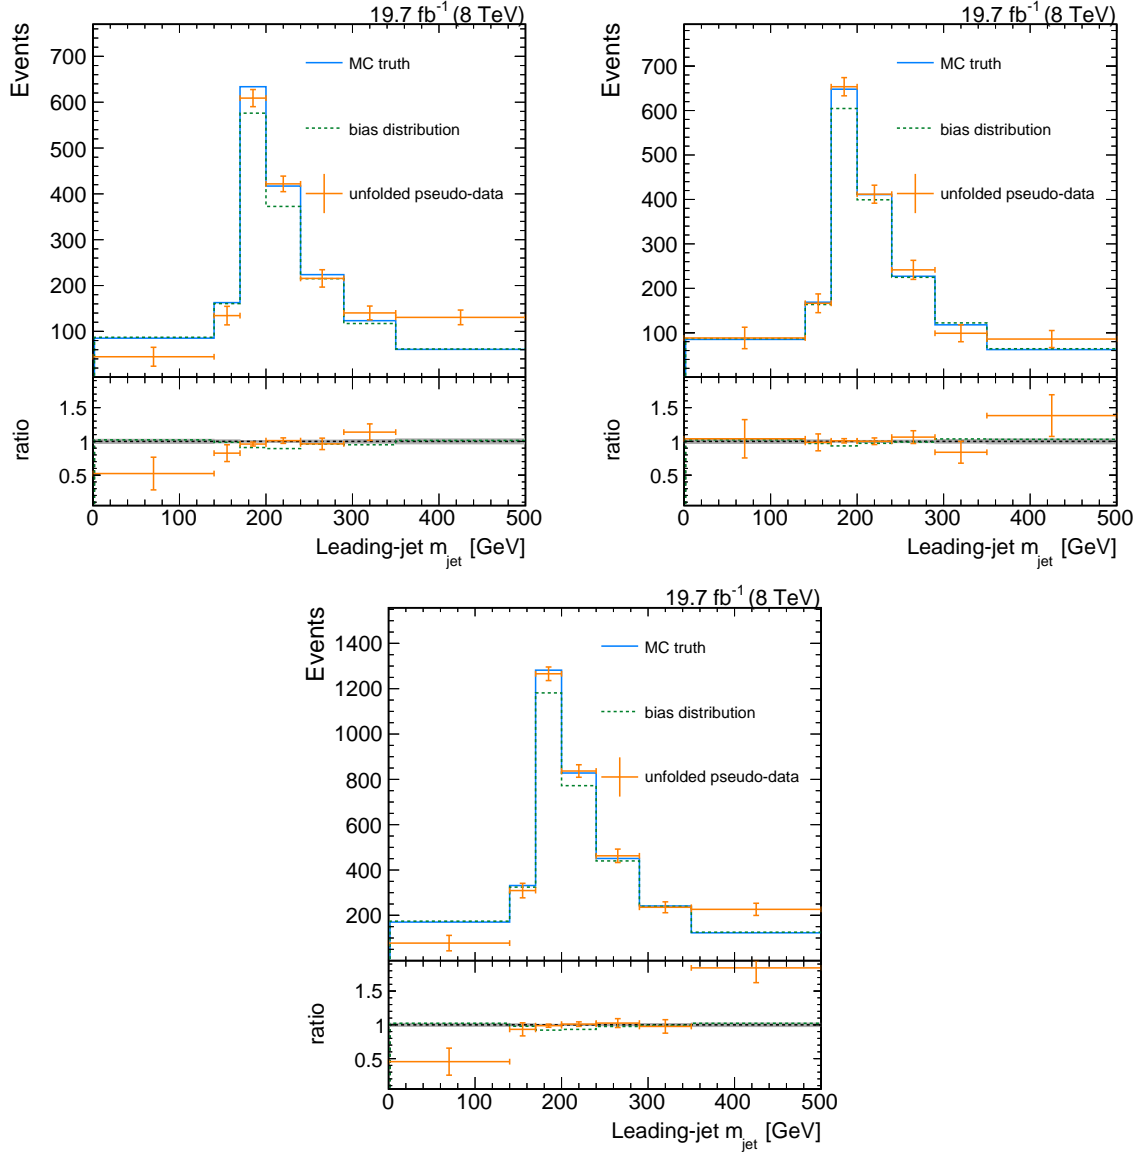 19.7 fb⁻¹ (8 TeV)
Events
700
600
500
400
300
200
100
MC truth
bias distribution
unfolded pseudo-data
ratio
1.5
1
0.5
0 100 200 300 400 500
Leading-jet m_jet [GeV]
19.7 fb⁻¹ (8 TeV)
Events
700
600
500
400
300
200
100
MC truth
bias distribution
unfolded pseudo-data
ratio
1.5
1
0.5
0 100 200 300 400 500
Leading-jet m_jet [GeV]
19.7 fb⁻¹ (8 TeV)
Events
1400
1200
1000
800
600
400
200
MC truth
bias distribution
unfolded pseudo-data
ratio
1.5
1
0.5
0 100 200 300 400 500
Leading-jet m_jet [GeV]